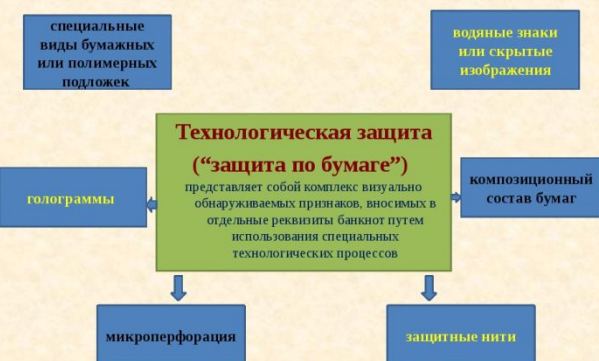 специальные
виды бумажных
или полимерных
подложек
водяные знаки
или скрытые
изображения
Технологическая защита
(“защита по бумаге”)
представляет собой комплекс визуально
обнаруживаемых признаков, вносимых в
отдельные реквизиты банкнот путем
использования специальных
технологических процессов
голограммы
композиционный
состав бумаг
микроперфорация
защитные нити